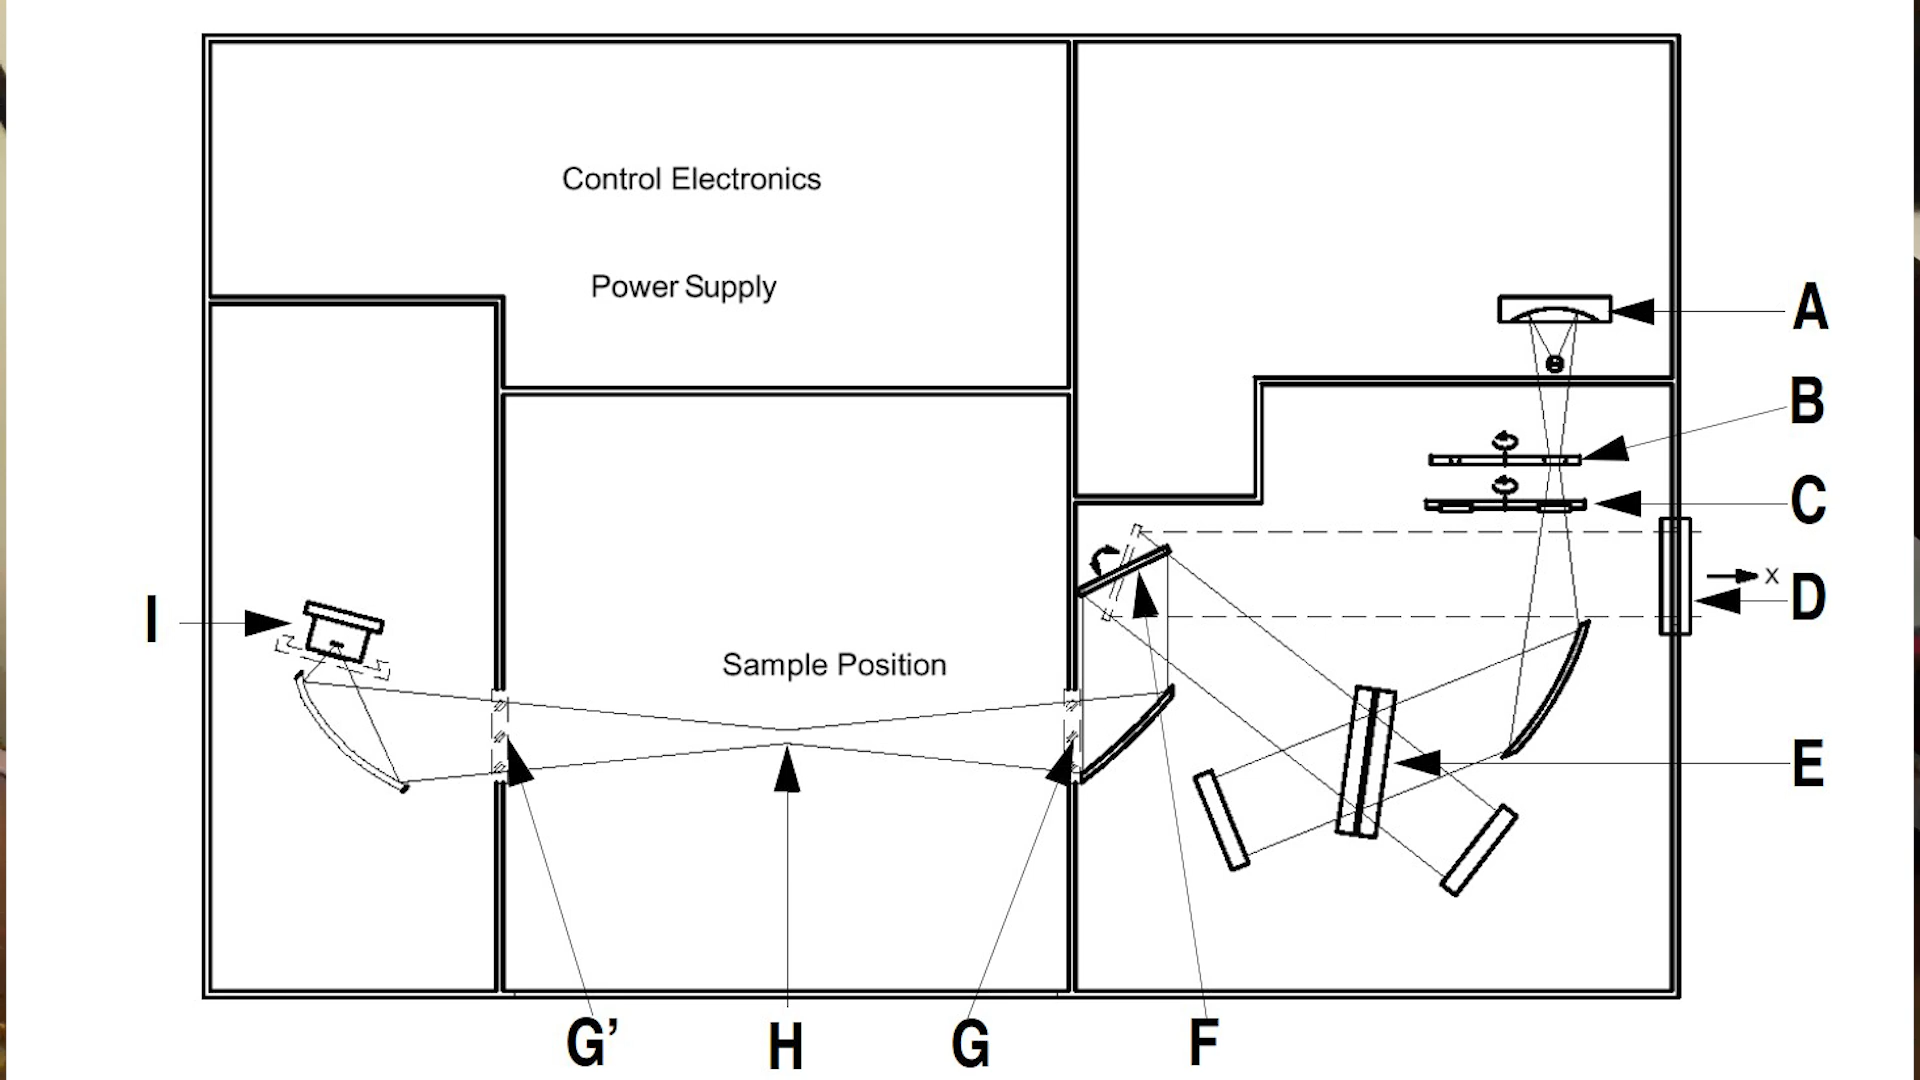 Control Electronics
Power Supply
A
B
C
X
D
I
Sample Position
E
G’
H
G
F